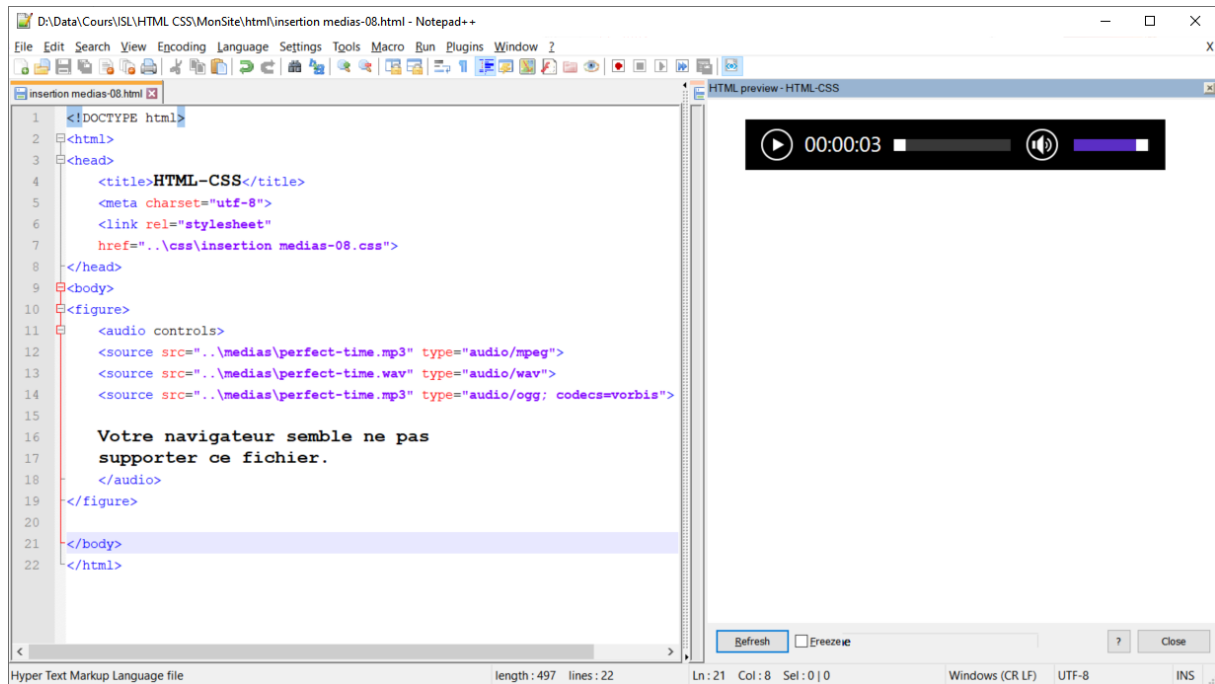 D:\Data\Cours\ISL\HTML CSS\MonSite\html\insertion medias-08.html - Notepad++
File Edit Search View Encoding Language Settings Tools Macro Run Plugins Window ? X
insertion medias-08.html
HTML preview - HTML-CSS
1 <!DOCTYPE html>
2 <html>
3 <head>
4 <title>HTML-CSS</title>
5 <meta charset="utf-8">
6 <link rel="stylesheet"
7 href="..\css\insertion medias-08.css">
8 </head>
9 <body>
10 <figure>
11 <audio controls>
12 <source src="..\medias\perfect-time.mp3" type="audio/mpeg">
13 <source src="..\medias\perfect-time.wav" type="audio/wav">
14 <source src="..\medias\perfect-time.mp3" type="audio/ogg; codecs=vorbis">
15
16 Votre navigateur semble ne pas
17 supporter ce fichier.
18 </audio>
19 </figure>
20
21 </body>
22 </html>
00:00:03
Refresh Freeze ? Close
Hyper Text Markup Language file length : 497 lines : 22 Ln : 21 Col : 8 Sel : 0 | 0 Windows (CR LF) UTF-8 INS